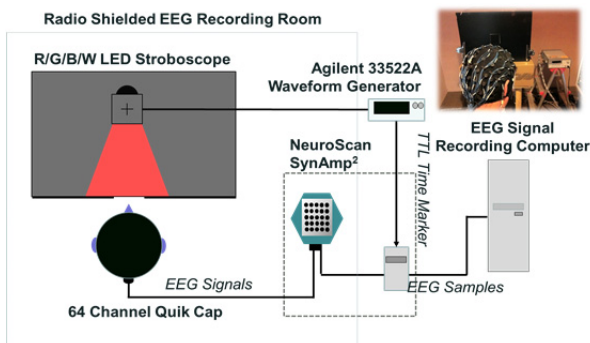 Radio Shielded EEG Recording Room
R/G/B/W LED Stroboscope
Agilent 33522A
Waveform Generator
EEG Signal
Recording Computer
NeuroScan
SynAmp²
TTL Time Marker
EEG Signals
EEG Samples
64 Channel Quik Cap